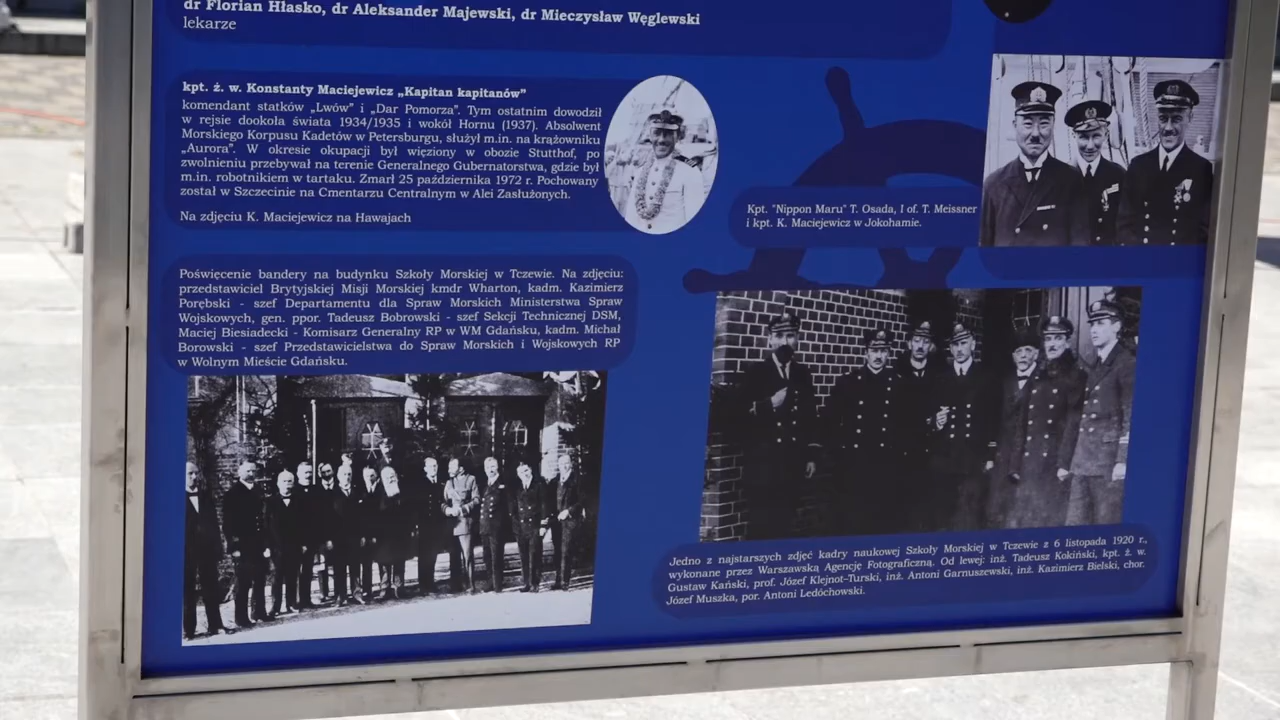 dr Florian Hłasko, dr Aleksander Majewski, dr Mieczysław Węglewski
lekarze
kpt. ż. w. Konstanty Maciejewicz „Kapitan kapitanów”
komendant statków „Lwów” i „Dar Pomorza”. Tym ostatnim dowodził
w rejsie dookoła świata 1934/1935 i wokół Hornu (1937). Absolwent
Morskiego Korpusu Kadetów w Petersburgu, służył m.in. na krążowniku
„Aurora”. W okresie okupacji był więziony w obozie Stutthof, po
zwolnieniu przebywał na terenie Generalnego Gubernatorstwa, gdzie był
m.in. robotnikiem w tartaku. Zmarł 25 października 1972 r. Pochowany
został w Szczecinie na Cmentarzu Centralnym w Alei Zasłużonych.
Na zdjęciu K. Maciejewicz na Hawajach
Kpt. "Nippon Maru" T. Osada, I of. T. Meissner
i kpt. K. Maciejewicz w Jokohamie.
Poświęcenie bandery na budynku Szkoły Morskiej w Tczewie. Na zdjęciu:
przedstawiciel Brytyjskiej Misji Morskiej kmdr Wharton, kadm. Kazimierz
Porębski - szef Departamentu dla Spraw Morskich Ministerstwa Spraw
Wojskowych, gen. ppor. Tadeusz Bobrowski - szef Sekcji Technicznej DSM,
Maciej Biesiadecki - Komisarz Generalny RP w WM Gdańsku, kadm. Michał
Borowski - szef Przedstawicielstwa do Spraw Morskich i Wojskowych RP
w Wolnym Mieście Gdańsku.
Jedno z najstarszych zdjęć kadry naukowej Szkoły Morskiej w Tczewie z 6 listopada 1920 r.,
wykonane przez Warszawską Agencję Fotograficzną. Od lewej: inż. Tadeusz Kokiński, kpt. ż. w.
Gustaw Kański, prof. Józef Klejnot-Turski, inż. Antoni Garnuszewski, inż. Kazimierz Bielski, chor.
Józef Muszka, por. Antoni Ledóchowski.